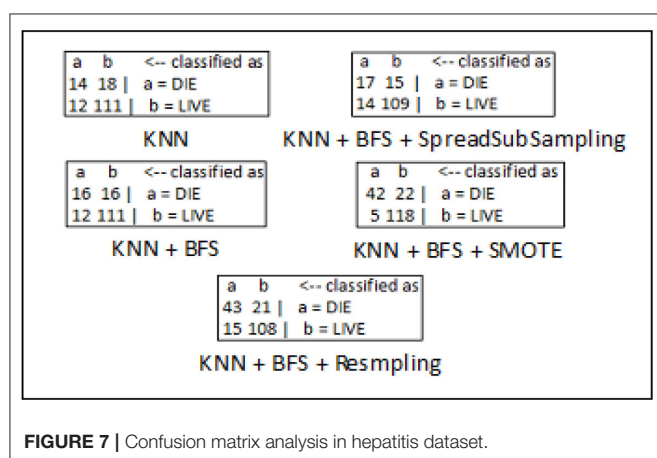 a b <-- classified as
14 18 | a = DIE
12 111 | b = LIVE
KNN
a b <-- classified as
17 15 | a = DIE
14 109 | b = LIVE
KNN + BFS + SpreadSubSampling
a b <-- classified as
16 16 | a = DIE
12 111 | b = LIVE
KNN + BFS
a b <-- classified as
42 22 | a = DIE
5 118 | b = LIVE
KNN + BFS + SMOTE
a b <-- classified as
43 21 | a = DIE
15 108 | b = LIVE
KNN + BFS + Resmpling
FIGURE 7 | Confusion matrix analysis in hepatitis dataset.